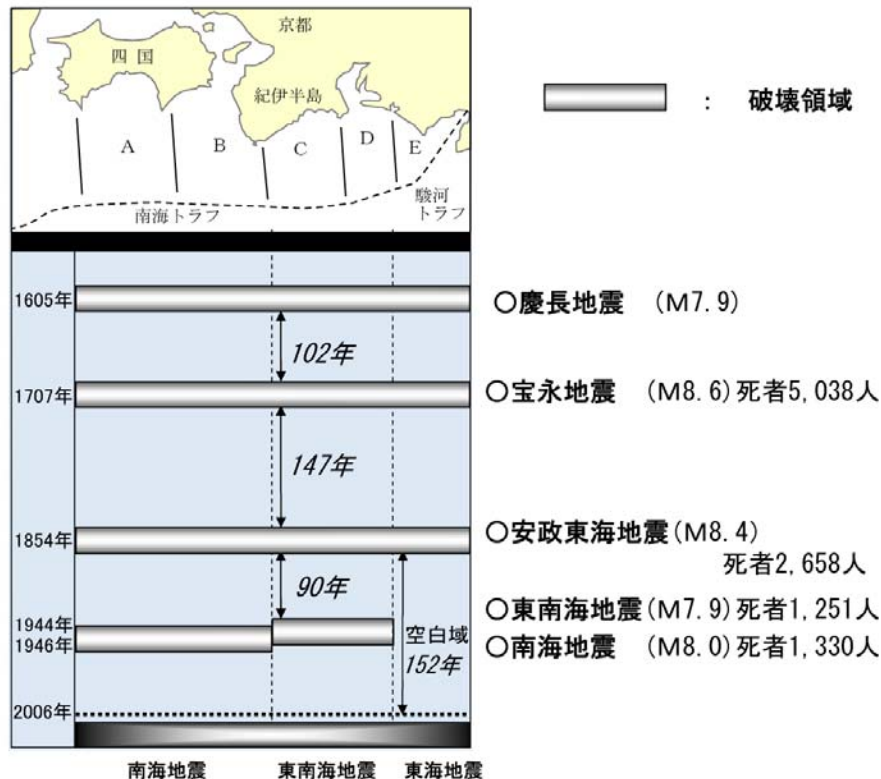 京都
四国
紀伊半島
A B C D E
南海トラフ
駿河
トラフ
: 破壊領域
1605年
○慶長地震 (M7.9)
102年
1707年
○宝永地震 (M8.6)死者5,038人
147年
1854年
○安政東海地震(M8.4)
死者2,658人
90年
1944年
○東南海地震(M7.9)死者1,251人
1946年
○南海地震 (M8.0)死者1,330人
空白域
152年
2006年
南海地震 東南海地震 東海地震